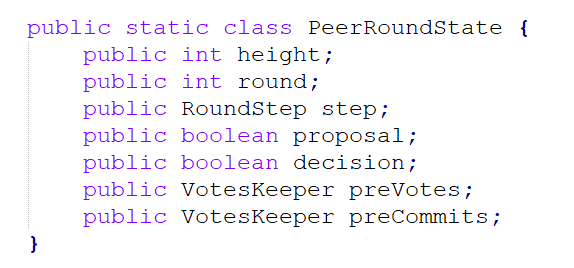 public static class PeerRoundState {
    public int height;
    public int round;
    public RoundStep step;
    public boolean proposal;
    public boolean decision;
    public VotesKeeper preVotes;
    public VotesKeeper preCommits;
}